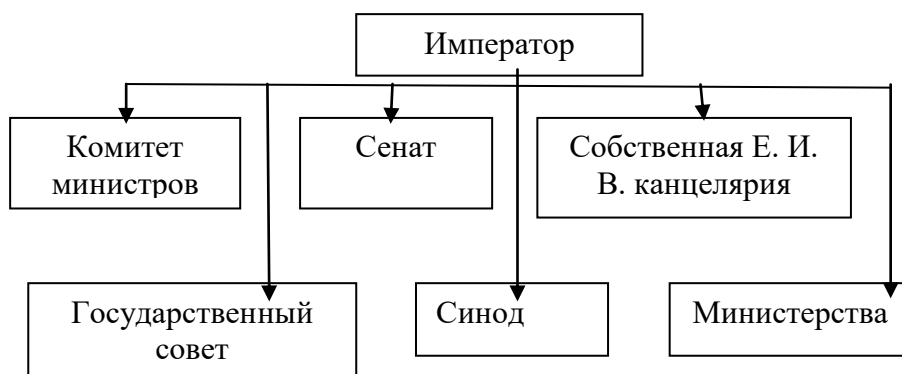 Император
Комитет
министров
Сенат
Собственная Е. И.
В. канцелярия
Государственный
совет
Синод
Министерства